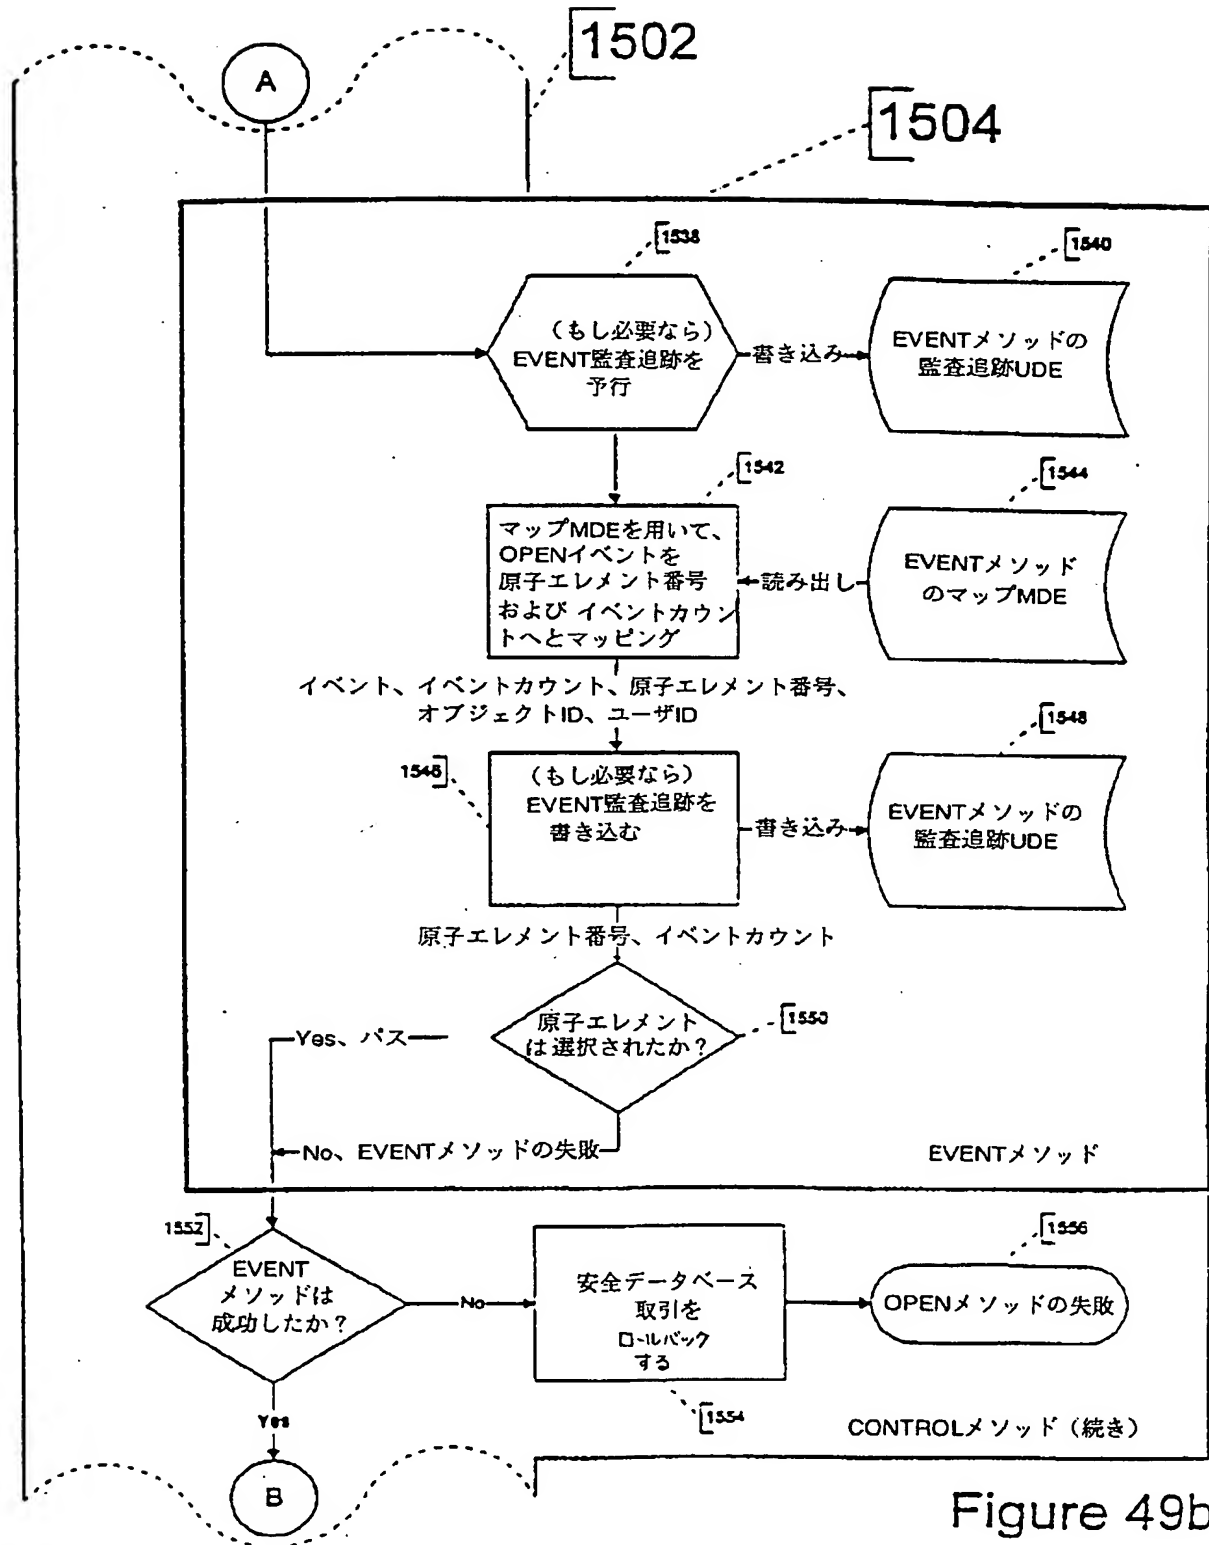 1502
A
1504
1538
1540
(もし必要なら)
EVENT監査追跡を
予行
書き込み
EVENTメソッドの
監査追跡UDE
1542
1544
マップMDEを用いて、
OPENイベントを
原子エレメント番号
および イベントカウン
トへとマッピング
読み出し
EVENTメソッド
のマップMDE
イベント、イベントカウント、原子エレメント番号、
オブジェクトID、ユーザID
1546
1548
(もし必要なら)
EVENT監査追跡を
書き込む
書き込み
EVENTメソッドの
監査追跡UDE
原子エレメント番号、イベントカウント
原子エレメント
は選択されたか?
1550
Yes、パス
No、EVENTメソッドの失敗
EVENTメソッド
1552
EVENT
メソッドは
成功したか?
No
安全データベース
取引を
ロールバック
する
1556
OPENメソッドの失敗
Yes
1554
CONTROLメソッド(続き)
B
Figure 49b